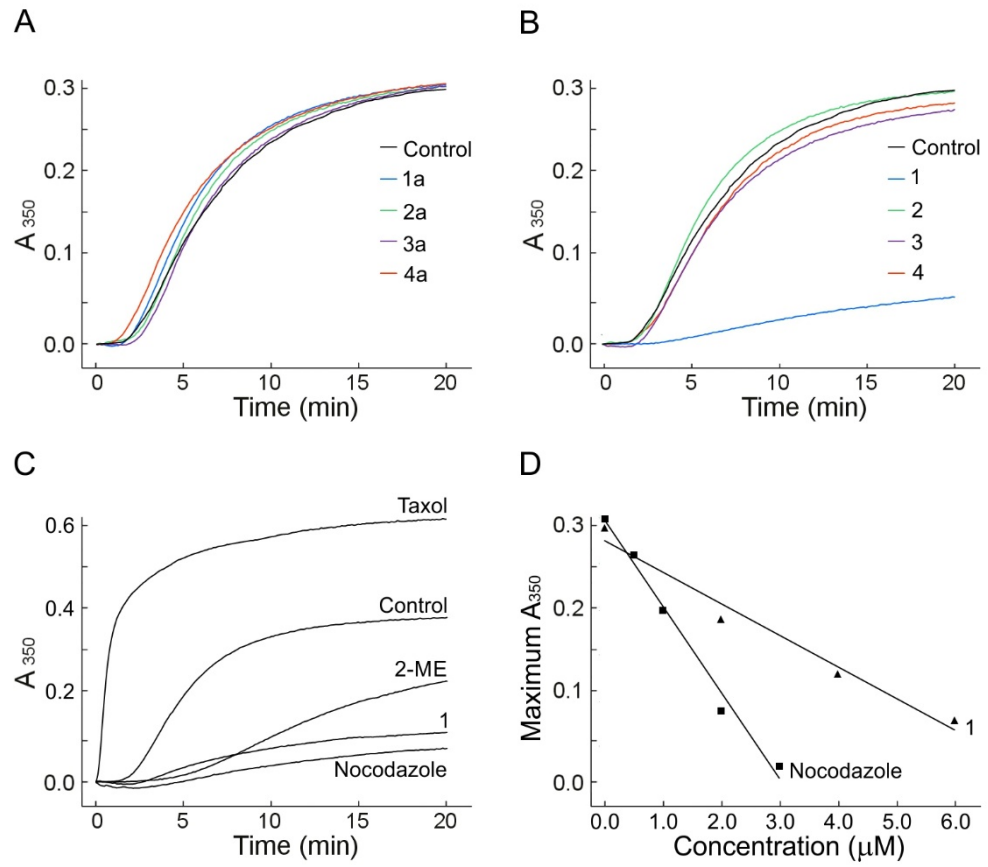 A
A 350
0.3
0.2
0.1
0.0
Control
1a
2a
3a
4a
0 5 10 15 20
Time (min)
B
A 350
0.3
0.2
0.1
0.0
Control
1
2
3
4
0 5 10 15 20
Time (min)
C
A 350
0.6
0.4
0.2
0.0
Taxol
Control
2-ME
1
Nocodazole
0 5 10 15 20
Time (min)
D
Maximum A350
0.3
0.2
0.1
0.0
1
Nocodazole
0.0 1.0 2.0 3.0 4.0 5.0 6.0
Concentration (μM)